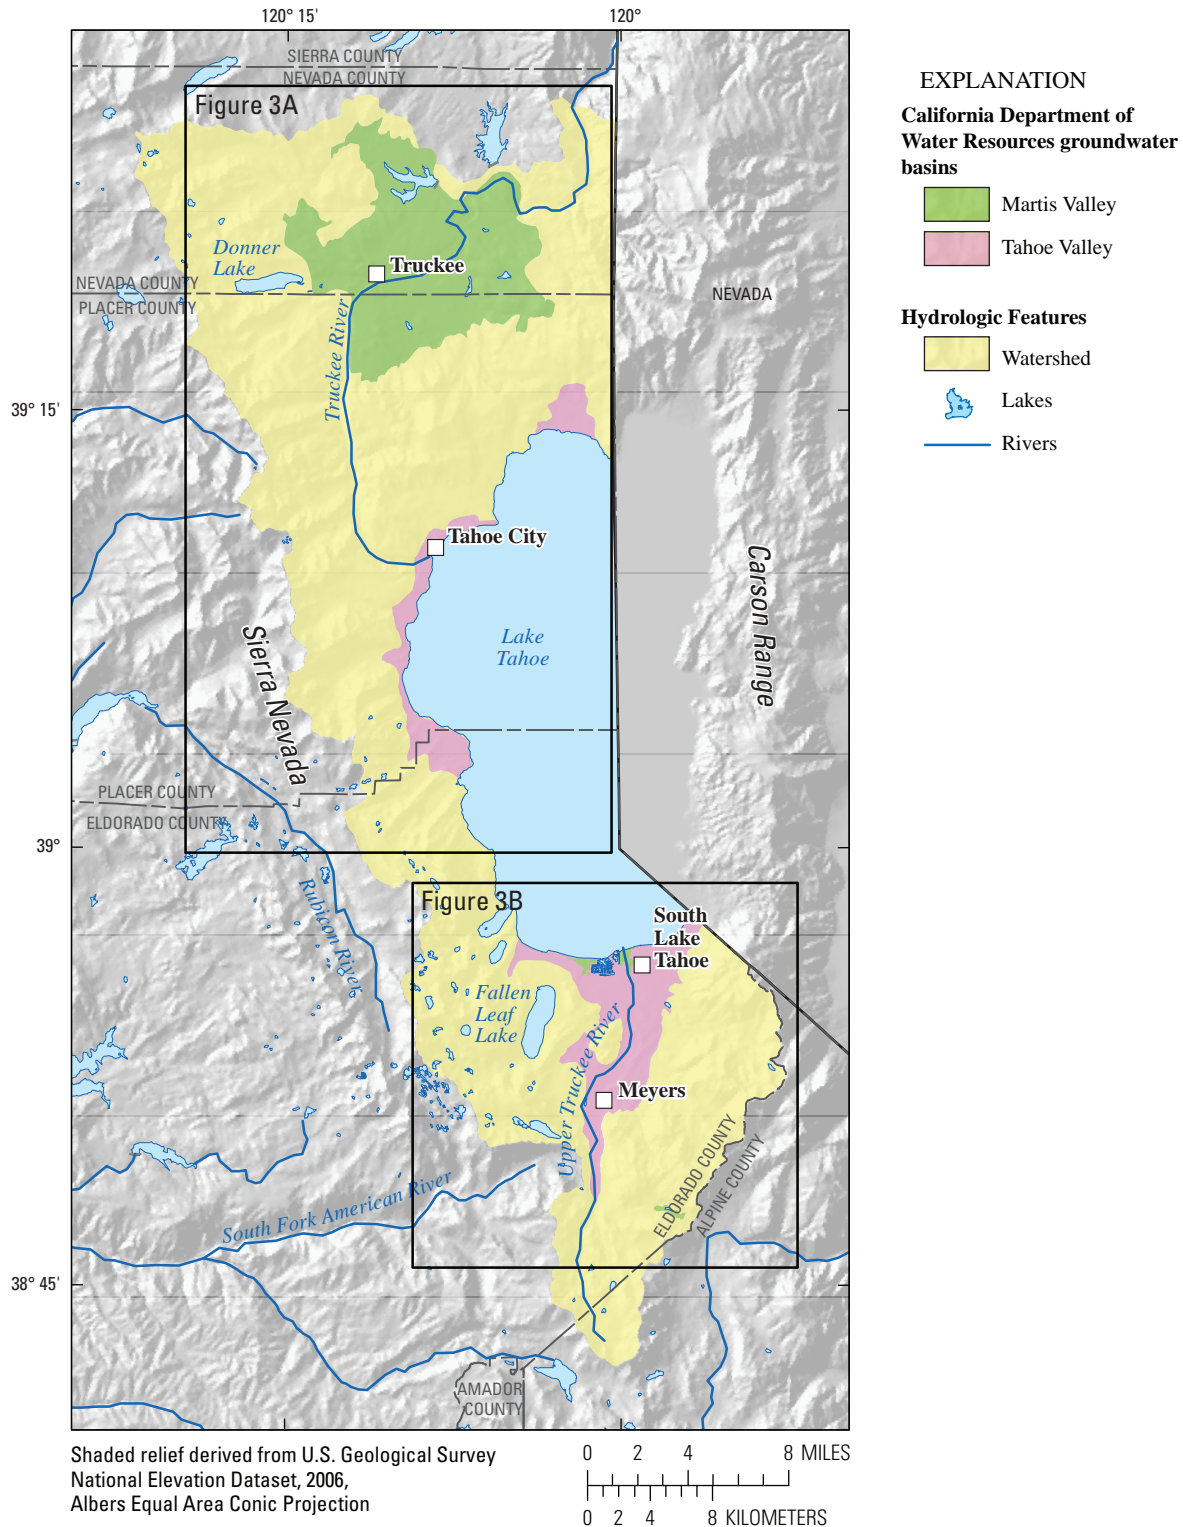 120° 15'
120°
SIERRA COUNTY
NEVADA COUNTY
Figure 3A
Donner
Lake
Truckee
NEVADA COUNTY
PLACER COUNTY
NEVADA
Truckee River
39° 15'
Tahoe City
Lake
Tahoe
Carson Range
Sierra Nevada
PLACER COUNTY
ELDORADO COUNTY
39°
Rubicon River
Figure 3B
South
Lake
Tahoe
Fallen
Leaf
Lake
Upper Truckee River
Meyers
ELDORADO COUNTY
ALPINE COUNTY
South Fork American River
38° 45'
AMADOR
COUNTY
EXPLANATION
California Department of
Water Resources groundwater
basins
Martis Valley
Tahoe Valley
Hydrologic Features
Watershed
Lakes
Rivers
Shaded relief derived from U.S. Geological Survey
National Elevation Dataset, 2006,
Albers Equal Area Conic Projection
0 2 4 8 MILES
0 2 4 8 KILOMETERS